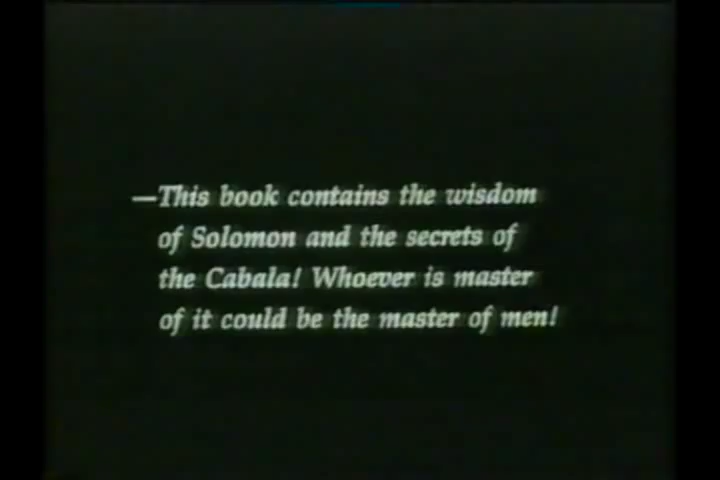 —This book contains the wisdom
of Solomon and the secrets of
the Cabala! Whoever is master
of it could be the master of men!